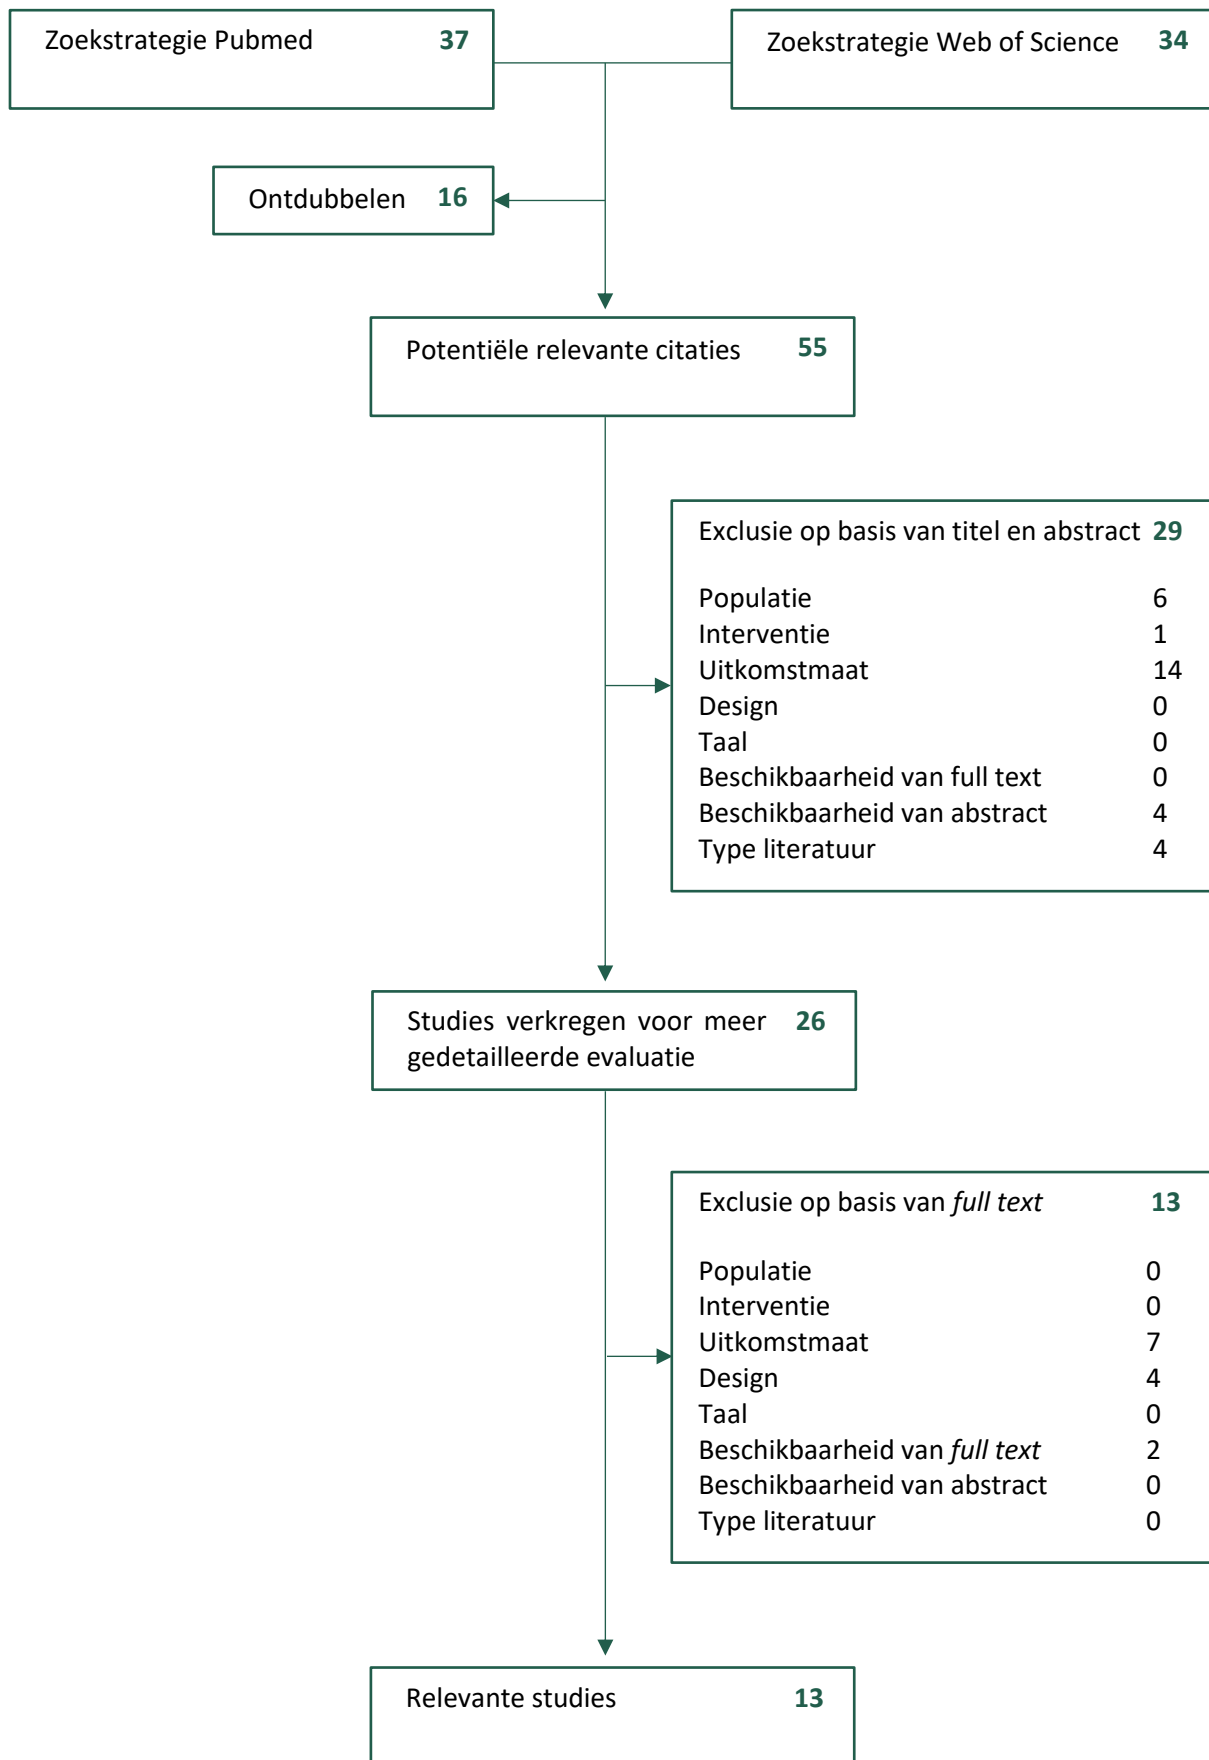 Zoekstrategie Pubmed 37
Zoekstrategie Web of Science 34
Ontdubbelen 16
Potentiële relevante citaties 55
Exclusie op basis van titel en abstract 29
Populatie 6
Interventie 1
Uitkomstmaat 14
Design 0
Taal 0
Beschikbaarheid van full text 0
Beschikbaarheid van abstract 4
Type literatuur 4
Studies verkregen voor meer 26
gedetailleerde evaluatie
Exclusie op basis van full text 13
Populatie 0
Interventie 0
Uitkomstmaat 7
Design 4
Taal 0
Beschikbaarheid van full text 2
Beschikbaarheid van abstract 0
Type literatuur 0
Relevante studies 13